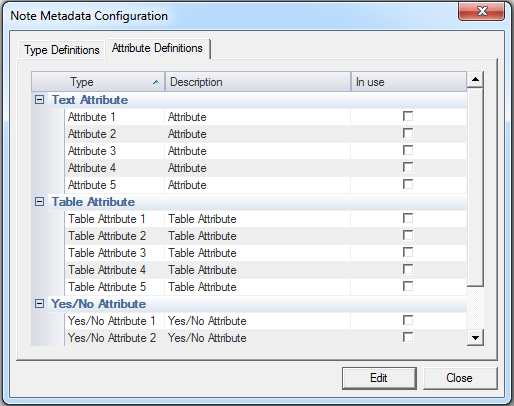 Note Metadata Configuration
Type Definitions Attribute Definitions
Type Description In use
Text Attribute
Attribute 1 Attribute
Attribute 2 Attribute
Attribute 3 Attribute
Attribute 4 Attribute
Attribute 5 Attribute
Table Attribute
Table Attribute 1 Table Attribute
Table Attribute 2 Table Attribute
Table Attribute 3 Table Attribute
Table Attribute 4 Table Attribute
Table Attribute 5 Table Attribute
Yes/No Attribute
Yes/No Attribute 1 Yes/No Attribute
Yes/No Attribute 2 Yes/No Attribute
Edit Close